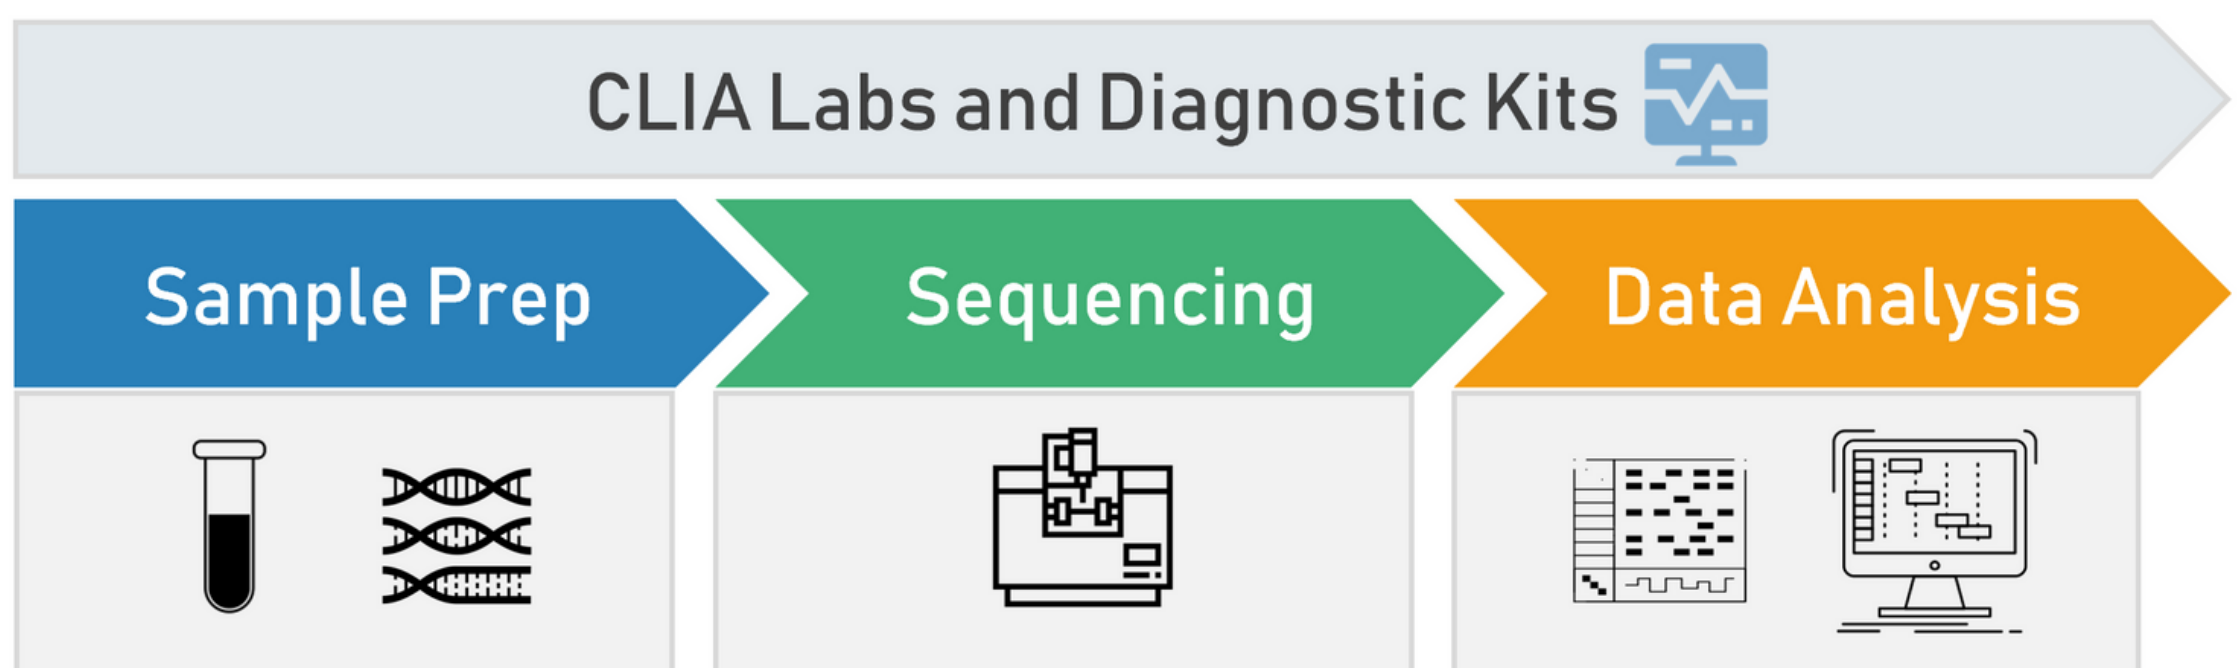 CLIA Labs and Diagnostic Kits
Sample Prep
Sequencing
Data Analysis